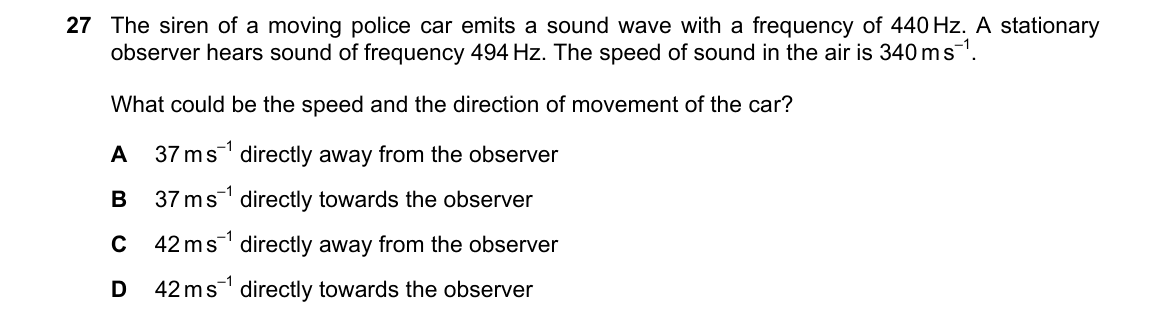 27 The siren of a moving police car emits a sound wave with a frequency of 440 Hz. A stationary
observer hears sound of frequency 494 Hz. The speed of sound in the air is 340 m s⁻¹.
What could be the speed and the direction of movement of the car?
A 37 m s⁻¹ directly away from the observer
B 37 m s⁻¹ directly towards the observer
C 42 m s⁻¹ directly away from the observer
D 42 m s⁻¹ directly towards the observer